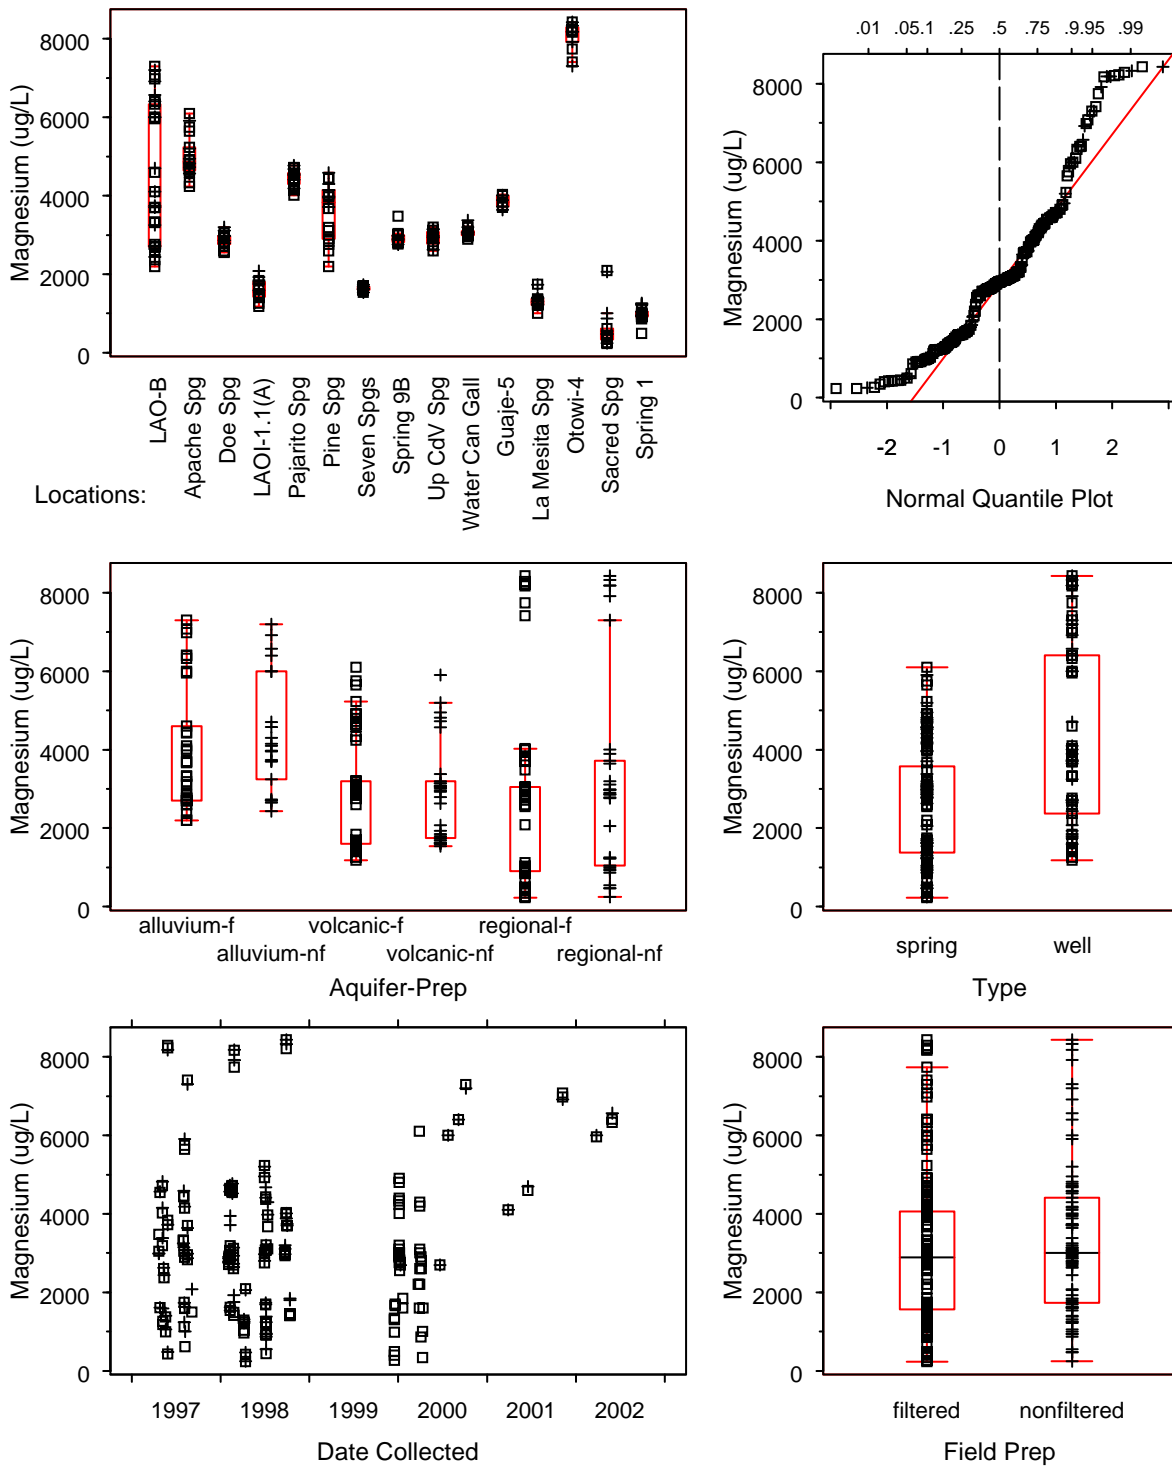 .01 .05 .1 .25 .5 .75 .9 .95 .99
Magnesium (ug/L)
8000
6000
4000
2000
0
LAO-B
Apache Spg
Doe Spg
LAOI-1.1(A)
Pajarito Spg
Pine Spg
Seven Spgs
Spring 9B
Up CdV Spg
Water Can Gall
Guaje-5
La Mesita Spg
Otowi-4
Sacred Spg
Spring 1
Locations:
Magnesium (ug/L)
8000
6000
4000
2000
0
-2 -1 0 1 2 3
Normal Quantile Plot
Magnesium (ug/L)
8000
6000
4000
2000
0
alluvium-f volcanic-f regional-f
alluvium-nf volcanic-nf regional-nf
Aquifer-Prep
Magnesium (ug/L)
8000
6000
4000
2000
0
spring well
Type
Magnesium (ug/L)
8000
6000
4000
2000
0
1997 1998 1999 2000 2001 2002
Date Collected
Magnesium (ug/L)
8000
6000
4000
2000
0
filtered nonfiltered
Field Prep